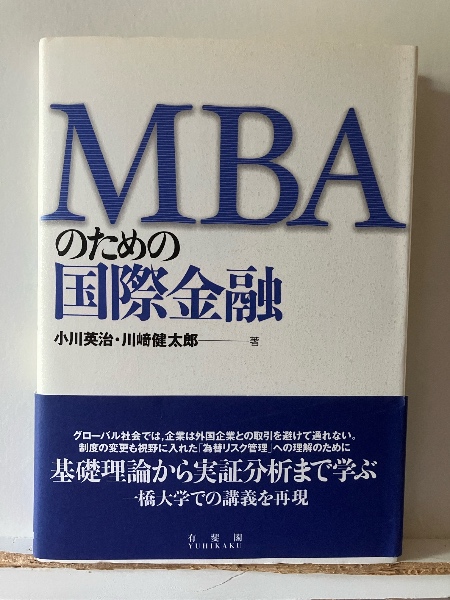 MBA
のための
国際金融
小川英治・川﨑健太郎——著
グローバル社会では，企業は外国企業との取引を避けて通れない。
制度の変更も視野に入れた「為替リスク管理」への理解のために
基礎理論から実証分析まで学ぶ
一橋大学での講義を再現
有斐閣
YUHIKAKU